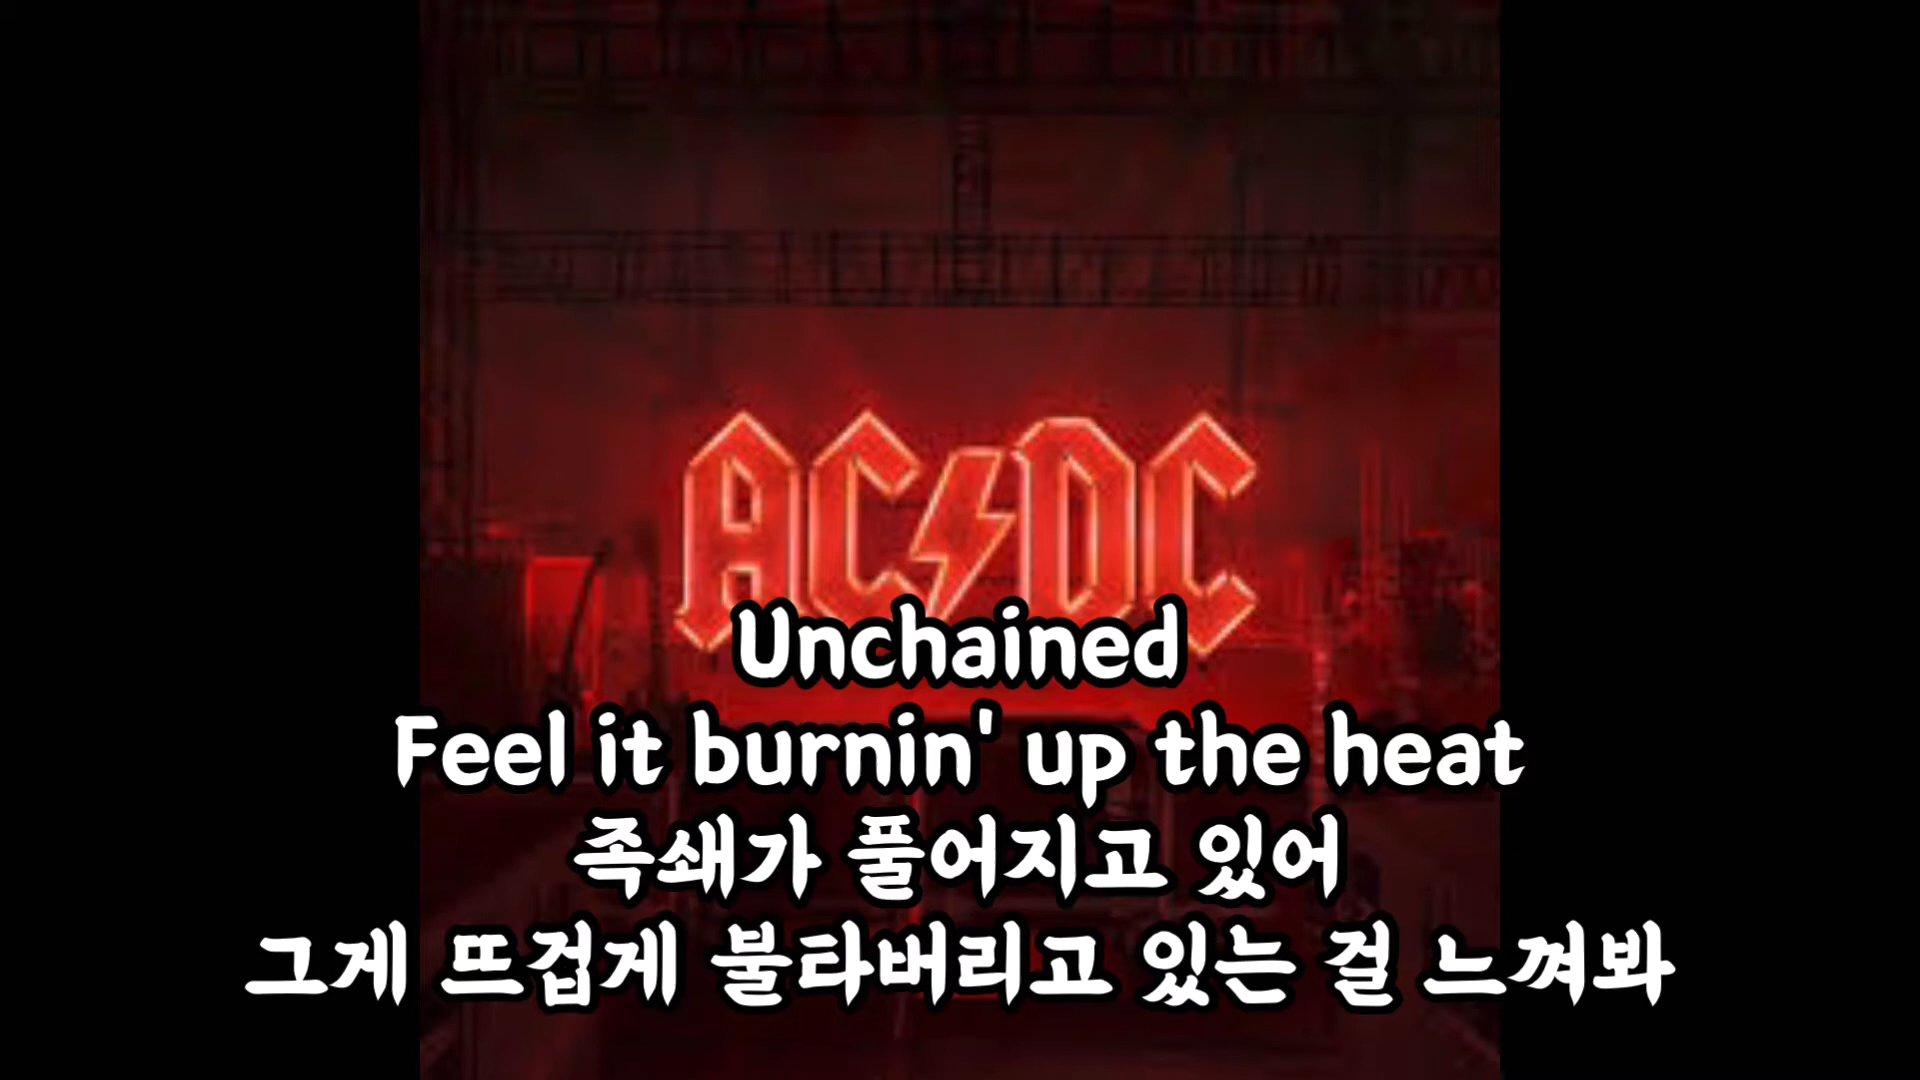 AC⚡DC
Unchained
Feel it burnin' up the heat
족쇄가 풀어지고 있어
그게 뜨겁게 불타버리고 있는 걸 느껴봐